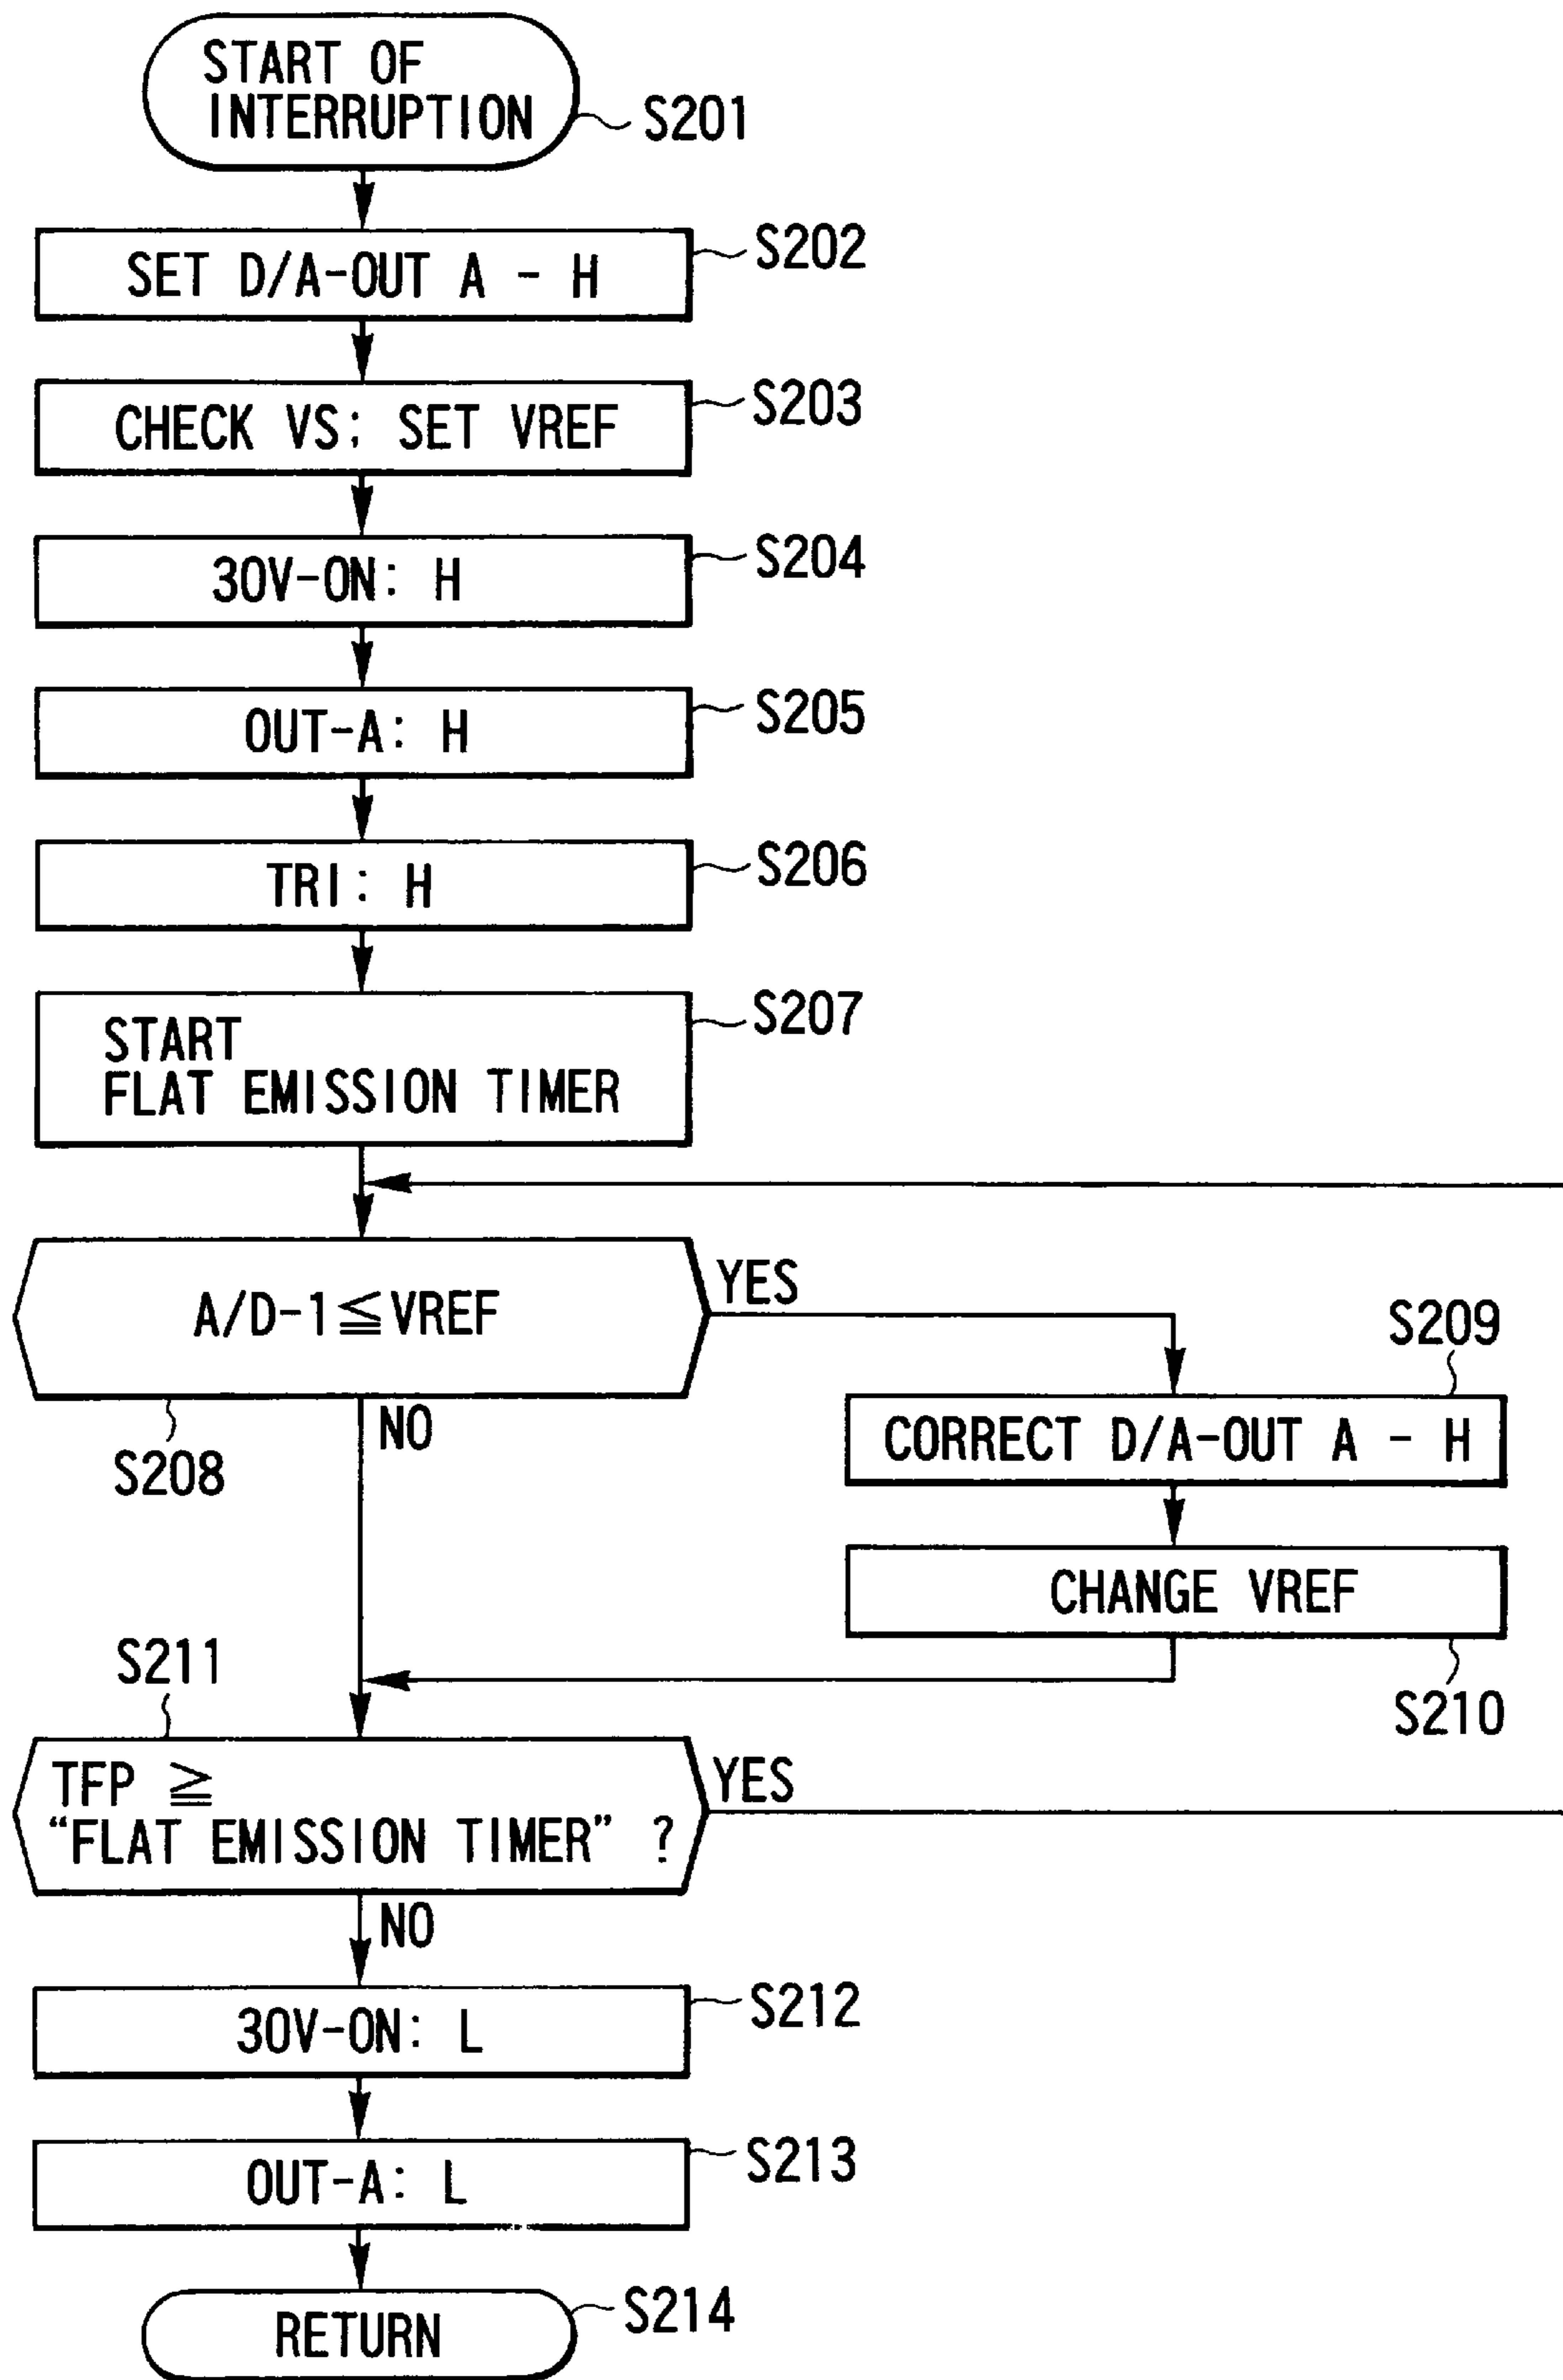 START OF
INTERRUPTION
S201
SET D/A-OUT A - H
S202
CHECK VS: SET VREF
S203
30V-ON: H
S204
OUT-A: H
S205
TRI: H
S206
START
FLAT EMISSION TIMER
S207
A/D-1≦VREF
YES
NO
S208
S209
CORRECT D/A-OUT A - H
CHANGE VREF
S210
S211
TFP ≧
“FLAT EMISSION TIMER” ?
YES
NO
30V-ON: L
S212
OUT-A: L
S213
RETURN
S214